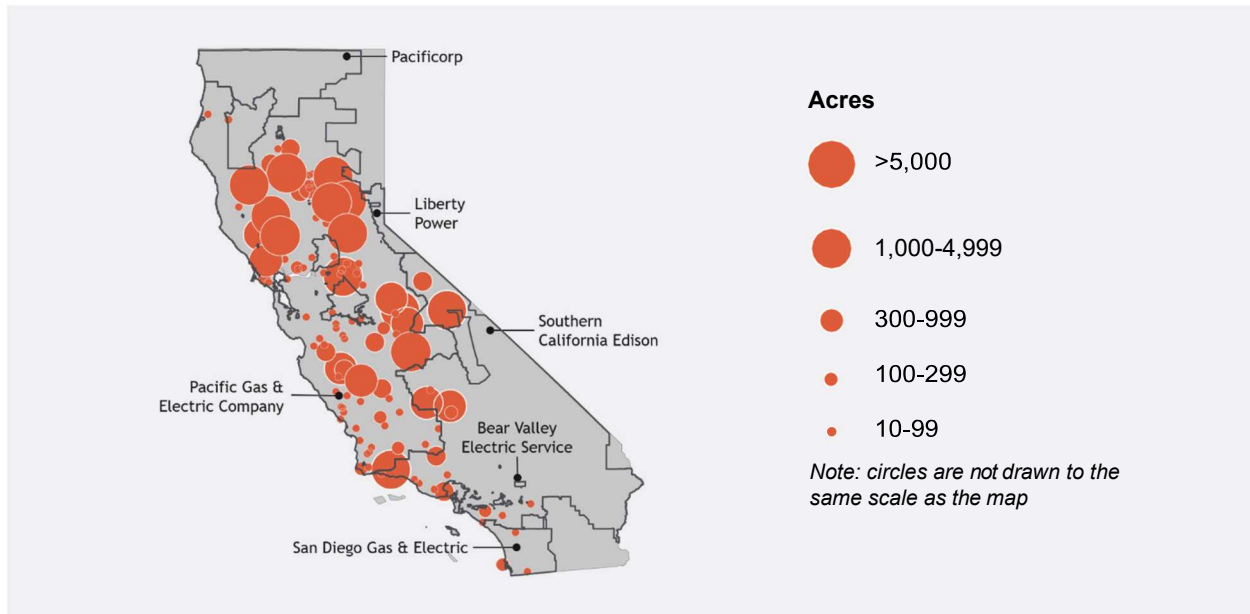 Pacificorp
Liberty
Power
Southern
California Edison
Pacific Gas &
Electric Company
Bear Valley
Electric Service
San Diego Gas & Electric
Acres
>5,000
1,000-4,999
300-999
100-299
10-99
Note: circles are not drawn to the
same scale as the map